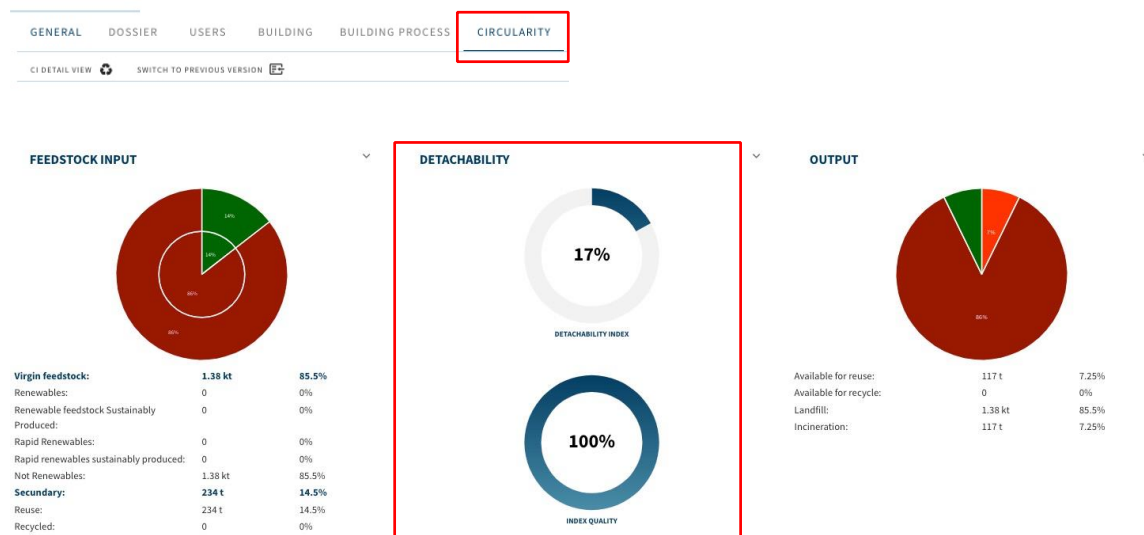 GENERAL DOSSIER USERS BUILDING BUILDING PROCESS CIRCULARITY
CI DETAIL VIEW SWITCH TO PREVIOUS VERSION
FEEDSTOCK INPUT
14%
14%
86%
86%
Virgin feedstock: 1.38 kt 85.5%
Renewables: 0 0%
Renewable feedstock Sustainably
Produced: 0 0%
Rapid Renewables: 0 0%
Rapid renewables sustainably produced: 0 0%
Not Renewables: 1.38 kt 85.5%
Secundary: 234 t 14.5%
Reuse: 234 t 14.5%
Recycled: 0 0%
DETACHABILITY
17%
DETACHABILITY INDEX
100%
INDEX QUALITY
OUTPUT
7%
86%
Available for reuse: 117 t 7.25%
Available for recycle: 0 0%
Landfill: 1.38 kt 85.5%
Incineration: 117 t 7.25%